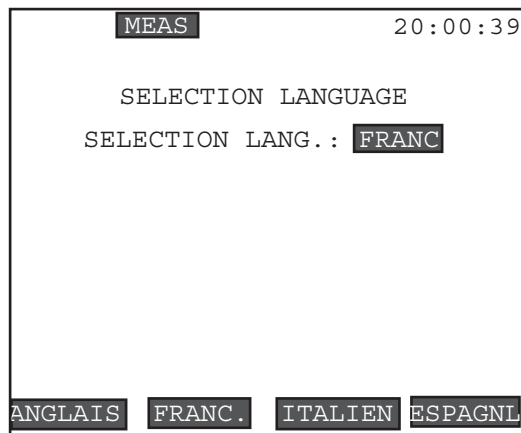 MEAS 20:00:39
SELECTION LANGUAGE
SELECTION LANG.: FRANC
ANGLAIS FRANC. ITALIEN ESPAGNL